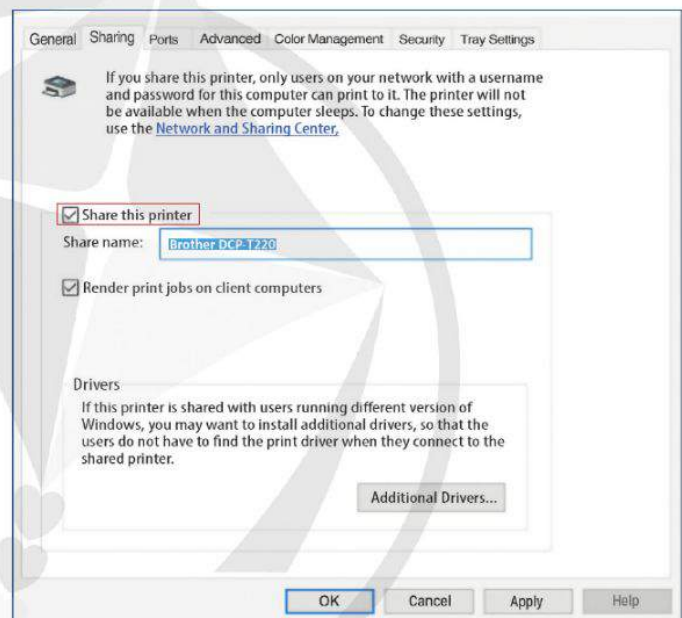 General Sharing Ports Advanced Color Management Security Tray Settings
If you share this printer, only users on your network with a username
and password for this computer can print to it. The printer will not
be available when the computer sleeps. To change these settings,
use the Network and Sharing Center,
Share this printer
Share name: Brother DCP-T220
Render print jobs on client computers
Drivers
If this printer is shared with users running different version of
Windows, you may want to install additional drivers, so that the
users do not have to find the print driver when they connect to the
shared printer.
Additional Drivers...
OK Cancel Apply Help